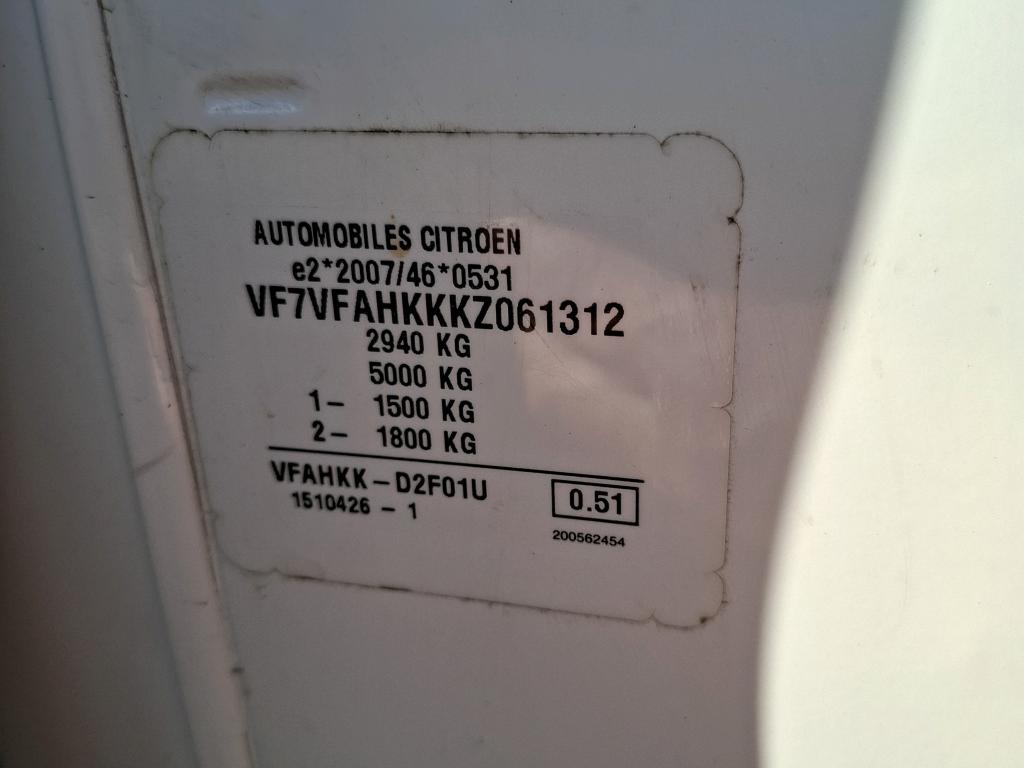 AUTOMOBILES CITROEN
e2*2007/46*0531
VF7VFAHKKKZ061312
2940 KG
5000 KG
1- 1500 KG
2- 1800 KG
VFAHKK-D2F01U
0.51
1510426 - 1
200562454